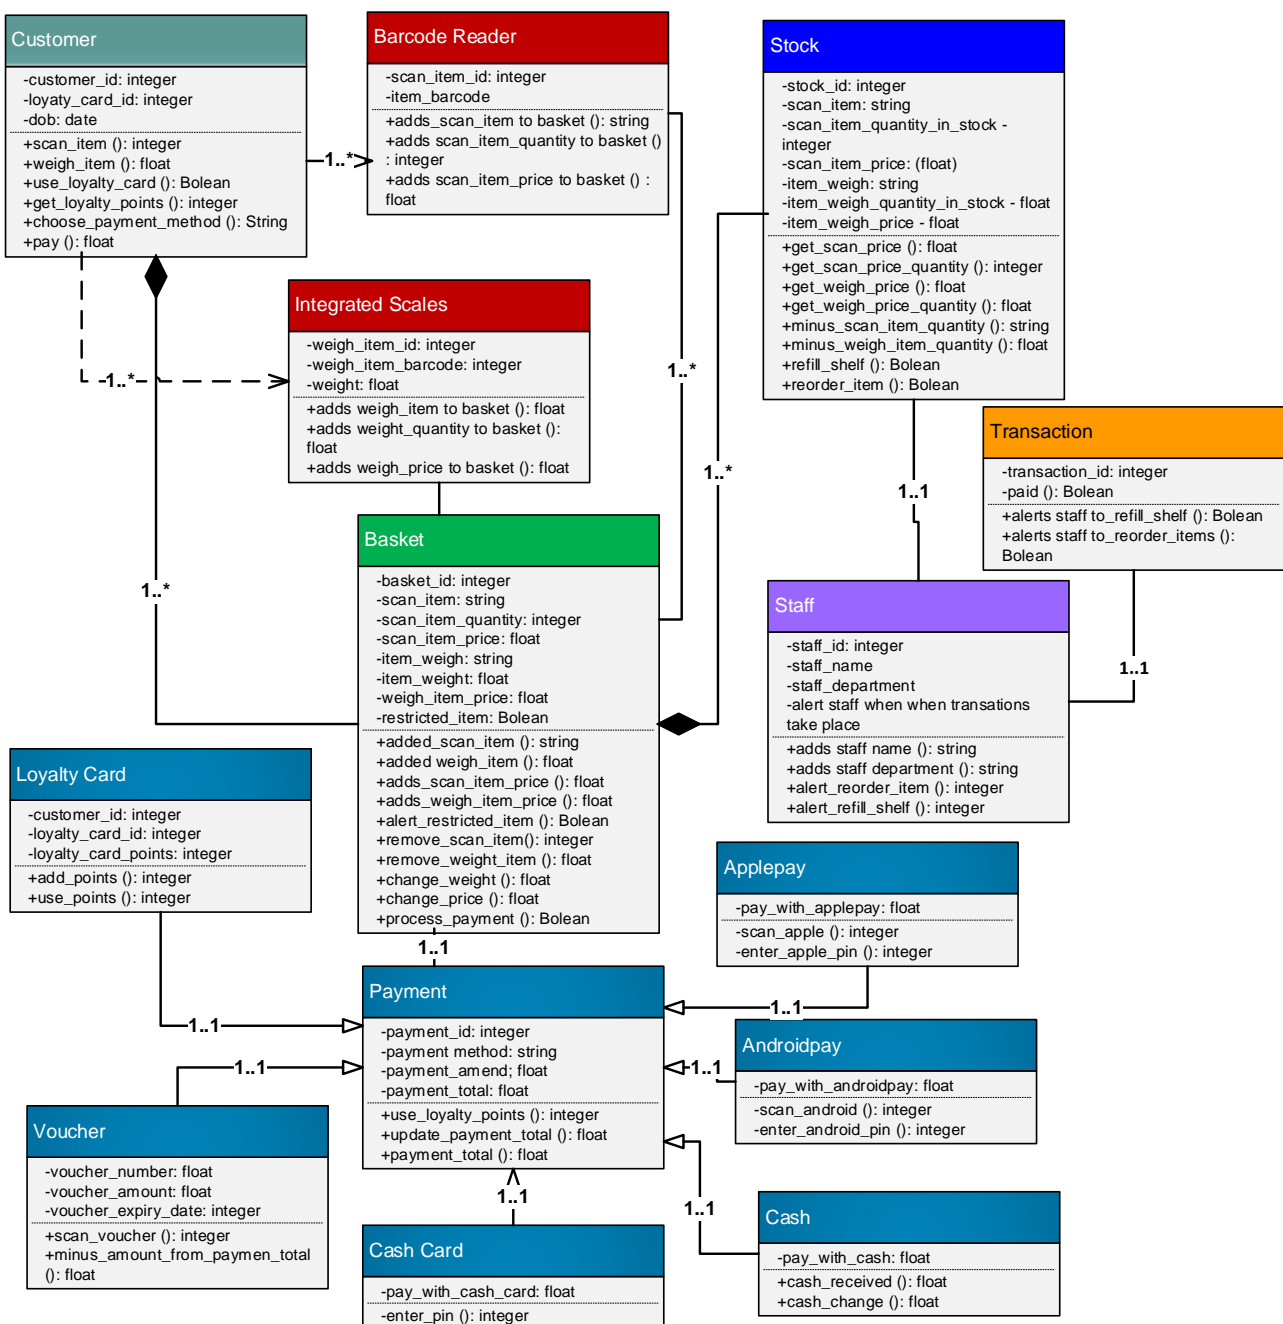 Customer
-customer_id: integer
-loyaty_card_id: integer
-dob: date
+scan_item (): integer
+weigh_item (): float
+use_loyalty_card (): Bolean
+get_loyalty_points (): integer
+choose_payment_method (): String
+pay (): float
1..*
Barcode Reader
-scan_item_id: integer
-item_barcode
+adds_scan_item to basket (): string
+adds scan_item_quantity to basket ()
: integer
+adds scan_item_price to basket () :
float
Stock
-stock_id: integer
-scan_item: string
-scan_item_quantity_in_stock -
integer
-scan_item_price: (float)
-item_weigh: string
-item_weigh_quantity_in_stock - float
-item_weigh_price - float
+get_scan_price (): float
+get_scan_price_quantity (): integer
+get_weigh_price (): float
+get_weigh_price_quantity (): float
+minus_scan_item_quantity (): string
+minus_weigh_item_quantity (): float
+refill_shelf (): Bolean
+reorder_item (): Bolean
1..*
Integrated Scales
-weigh_item_id: integer
-weigh_item_barcode: integer
-weight: float
+adds weigh_item to basket (): float
+adds weight_quantity to basket ():
float
+adds weigh_price to basket (): float
1..*
1..*
1..1
Transaction
-transaction_id: integer
-paid (): Bolean
+alerts staff to_refill_shelf (): Bolean
+alerts staff to_reorder_items ():
Bolean
1..*
Basket
-basket_id: integer
-scan_item: string
-scan_item_quantity: integer
-scan_item_price: float
-item_weigh: string
-item_weight: float
-weigh_item_price: float
-restricted_item: Bolean
+added_scan_item (): string
+added weigh_item (): float
+adds_scan_item_price (): float
+adds_weigh_item_price (): float
+alert_restricted_item (): Bolean
+remove_scan_item(): integer
+remove_weight_item (): float
+change_weight (): float
+change_price (): float
+process_payment (): Bolean
Staff
-staff_id: integer
-staff_name
-staff_department
-alert staff when when transations
take place
+adds staff name (): string
+adds staff department (): string
+alert_reorder_item (): integer
+alert_refill_shelf (): integer
1..1
Loyalty Card
-customer_id: integer
-loyalty_card_id: integer
-loyalty_card_points: integer
+add_points (): integer
+use_points (): integer
1..1
Applepay
-pay_with_applepay: float
-scan_apple (): integer
-enter_apple_pin (): integer
Payment
-payment_id: integer
-payment method: string
-payment_amend; float
-payment_total: float
+use_loyalty_points (): integer
+update_payment_total (): float
+payment_total (): float
1..1
1..1
1..1
1..1
Androidpay
-pay_with_androidpay: float
-scan_android (): integer
-enter_android_pin (): integer
Voucher
-voucher_number: float
-voucher_amount: float
-voucher_expiry_date: integer
+scan_voucher (): integer
+minus_amount_from_paymen_total
(): float
1..1
1..1
Cash Card
-pay_with_cash_card: float
-enter_pin (): integer
Cash
-pay_with_cash: float
+cash_received (): float
+cash_change (): float